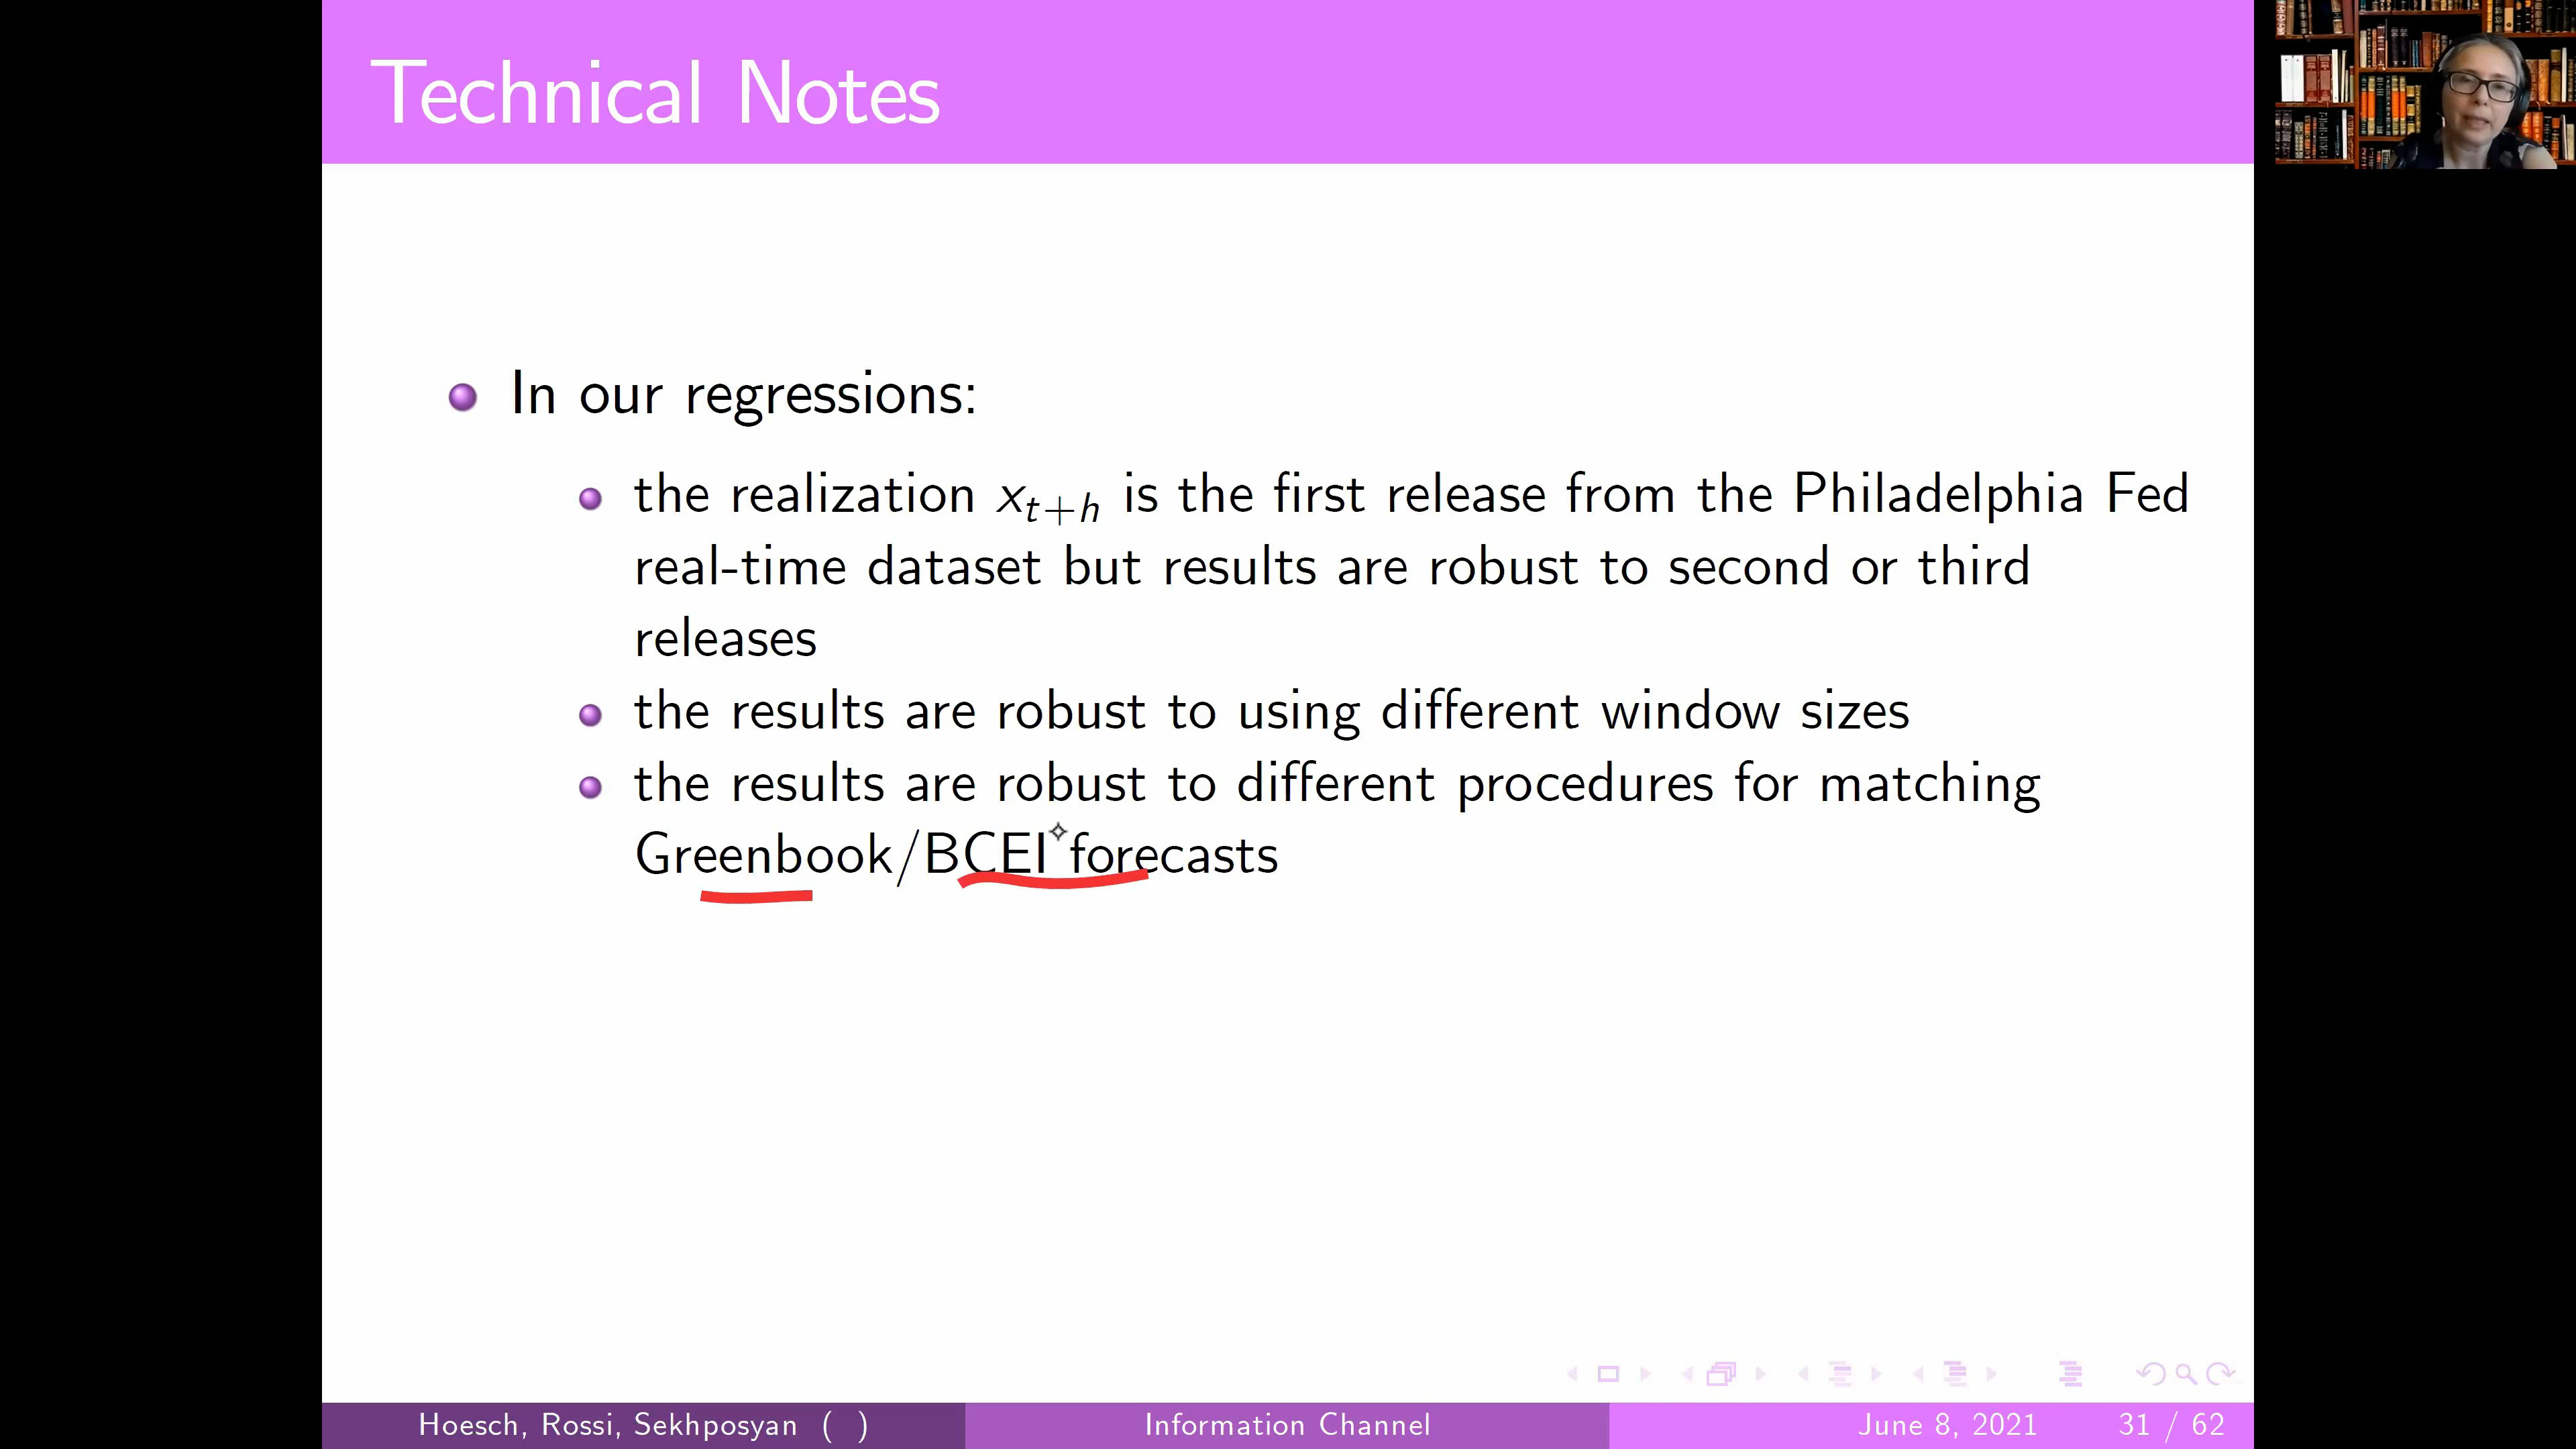 Technical Notes
In our regressions:
the realization x_{t+h} is the first release from the Philadelphia Fed
real-time dataset but results are robust to second or third
releases
the results are robust to using different window sizes
the results are robust to different procedures for matching
Greenbook/BCEI forecasts
Hoesch, Rossi, Sekhposyan ( ) Information Channel June 8, 2021 31 / 62